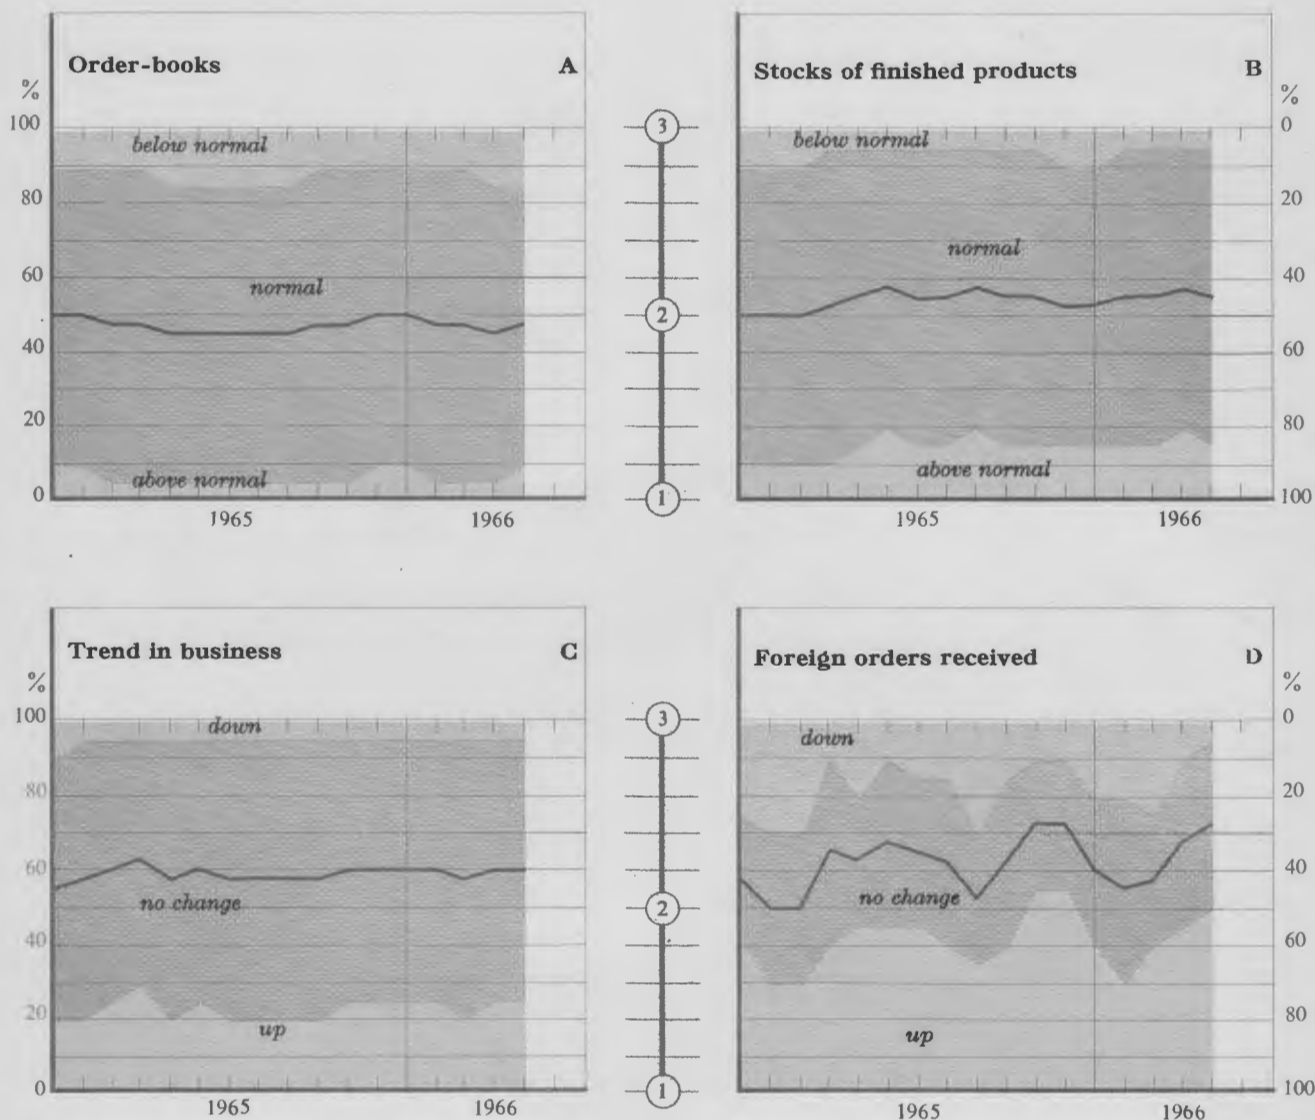 Order-books A
%
100
80
60
40
20
0
below normal
normal
above normal
1965 1966
3
2
1
Stocks of finished products B
%
0
20
40
60
80
100
below normal
normal
above normal
1965 1966
Trend in business C
%
100
80
60
40
20
0
down
no change
up
1965 1966
3
2
1
Foreign orders received D
%
0
20
40
60
80
100
down
no change
up
1965 1966